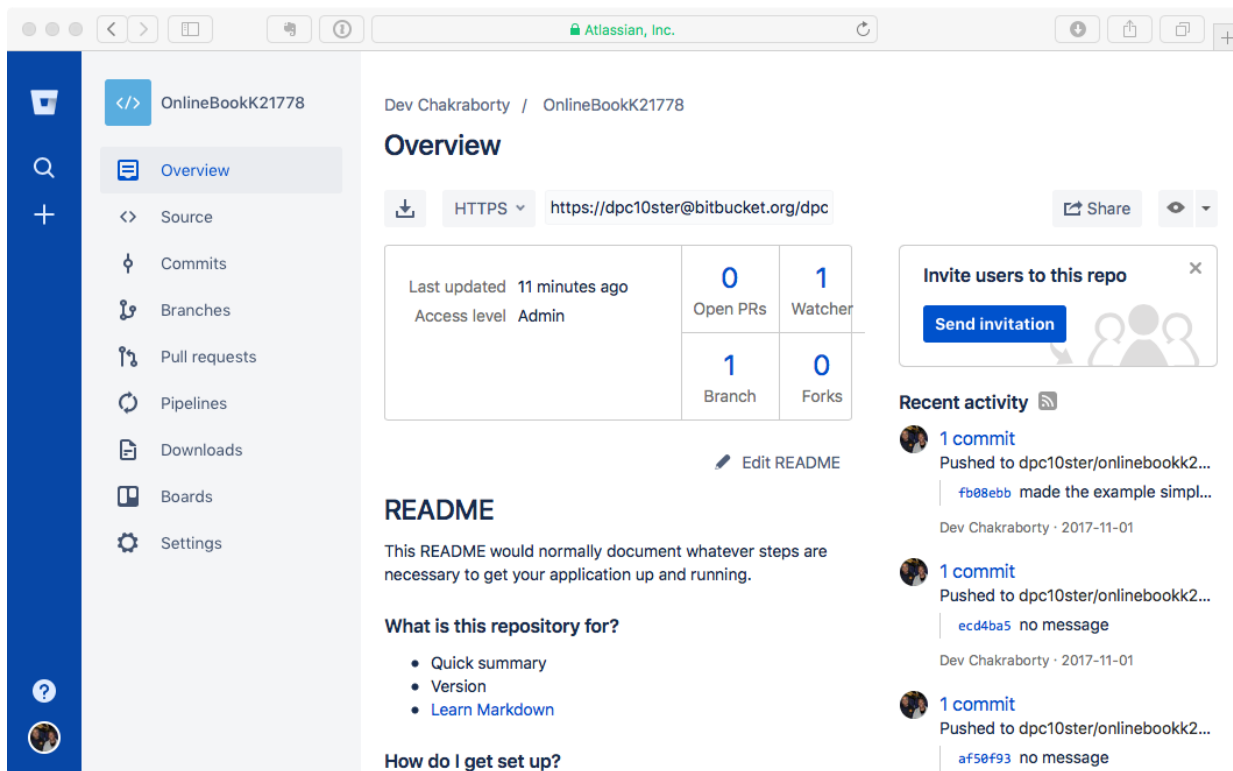 Atlassian, Inc.
</> OnlineBookK21778
Overview
Source
Commits
Branches
Pull requests
Pipelines
Downloads
Boards
Settings
Dev Chakraborty / OnlineBookK21778
Overview
HTTPS https://dpc10ster@bitbucket.org/dpc
Share
Last updated 11 minutes ago
Access level Admin
0
Open PRs
1
Watcher
1
Branch
0
Forks
Edit README
README
This README would normally document whatever steps are
necessary to get your application up and running.
What is this repository for?
• Quick summary
• Version
• Learn Markdown
How do I get set up?
Invite users to this repo
Send invitation
Recent activity
1 commit
Pushed to dpc10ster/onlinebookk2...
fb08ebb made the example simpl...
Dev Chakraborty · 2017-11-01
1 commit
Pushed to dpc10ster/onlinebookk2...
ecd4ba5 no message
Dev Chakraborty · 2017-11-01
1 commit
Pushed to dpc10ster/onlinebookk2...
af50f93 no message